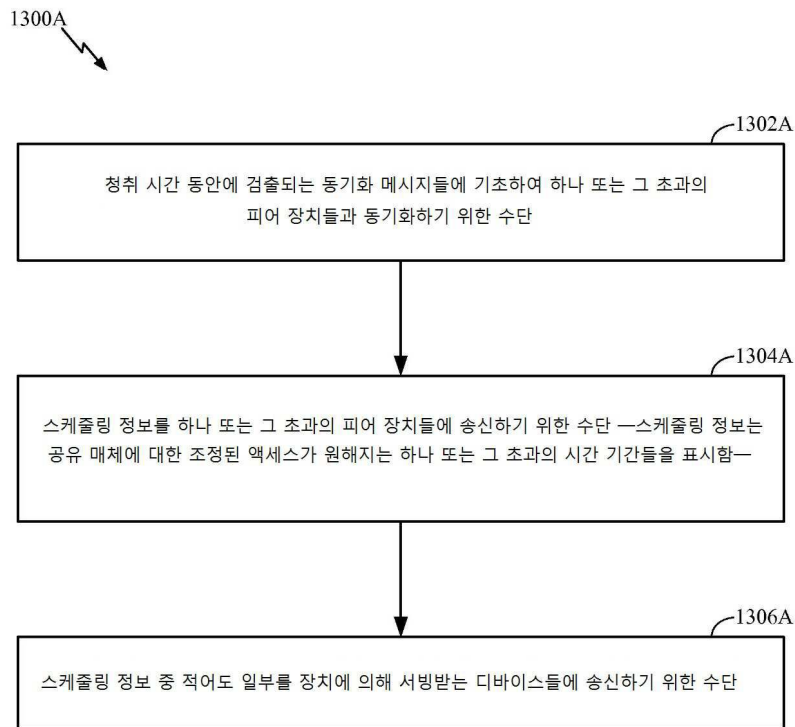 1300A
1302A
청취 시간 동안에 검출되는 동기화 메시지들에 기초하여 하나 또는 그 초과의
피어 장치들과 동기화하기 위한 수단
1304A
스케줄링 정보를 하나 또는 그 초과의 피어 장치들에 송신하기 위한 수단 —스케줄링 정보는
공유 매체에 대한 조정된 액세스가 원해지는 하나 또는 그 초과의 시간 기간들을 표시함—
1306A
스케줄링 정보 중 적어도 일부를 장치에 의해 서빙받는 디바이스들에 송신하기 위한 수단